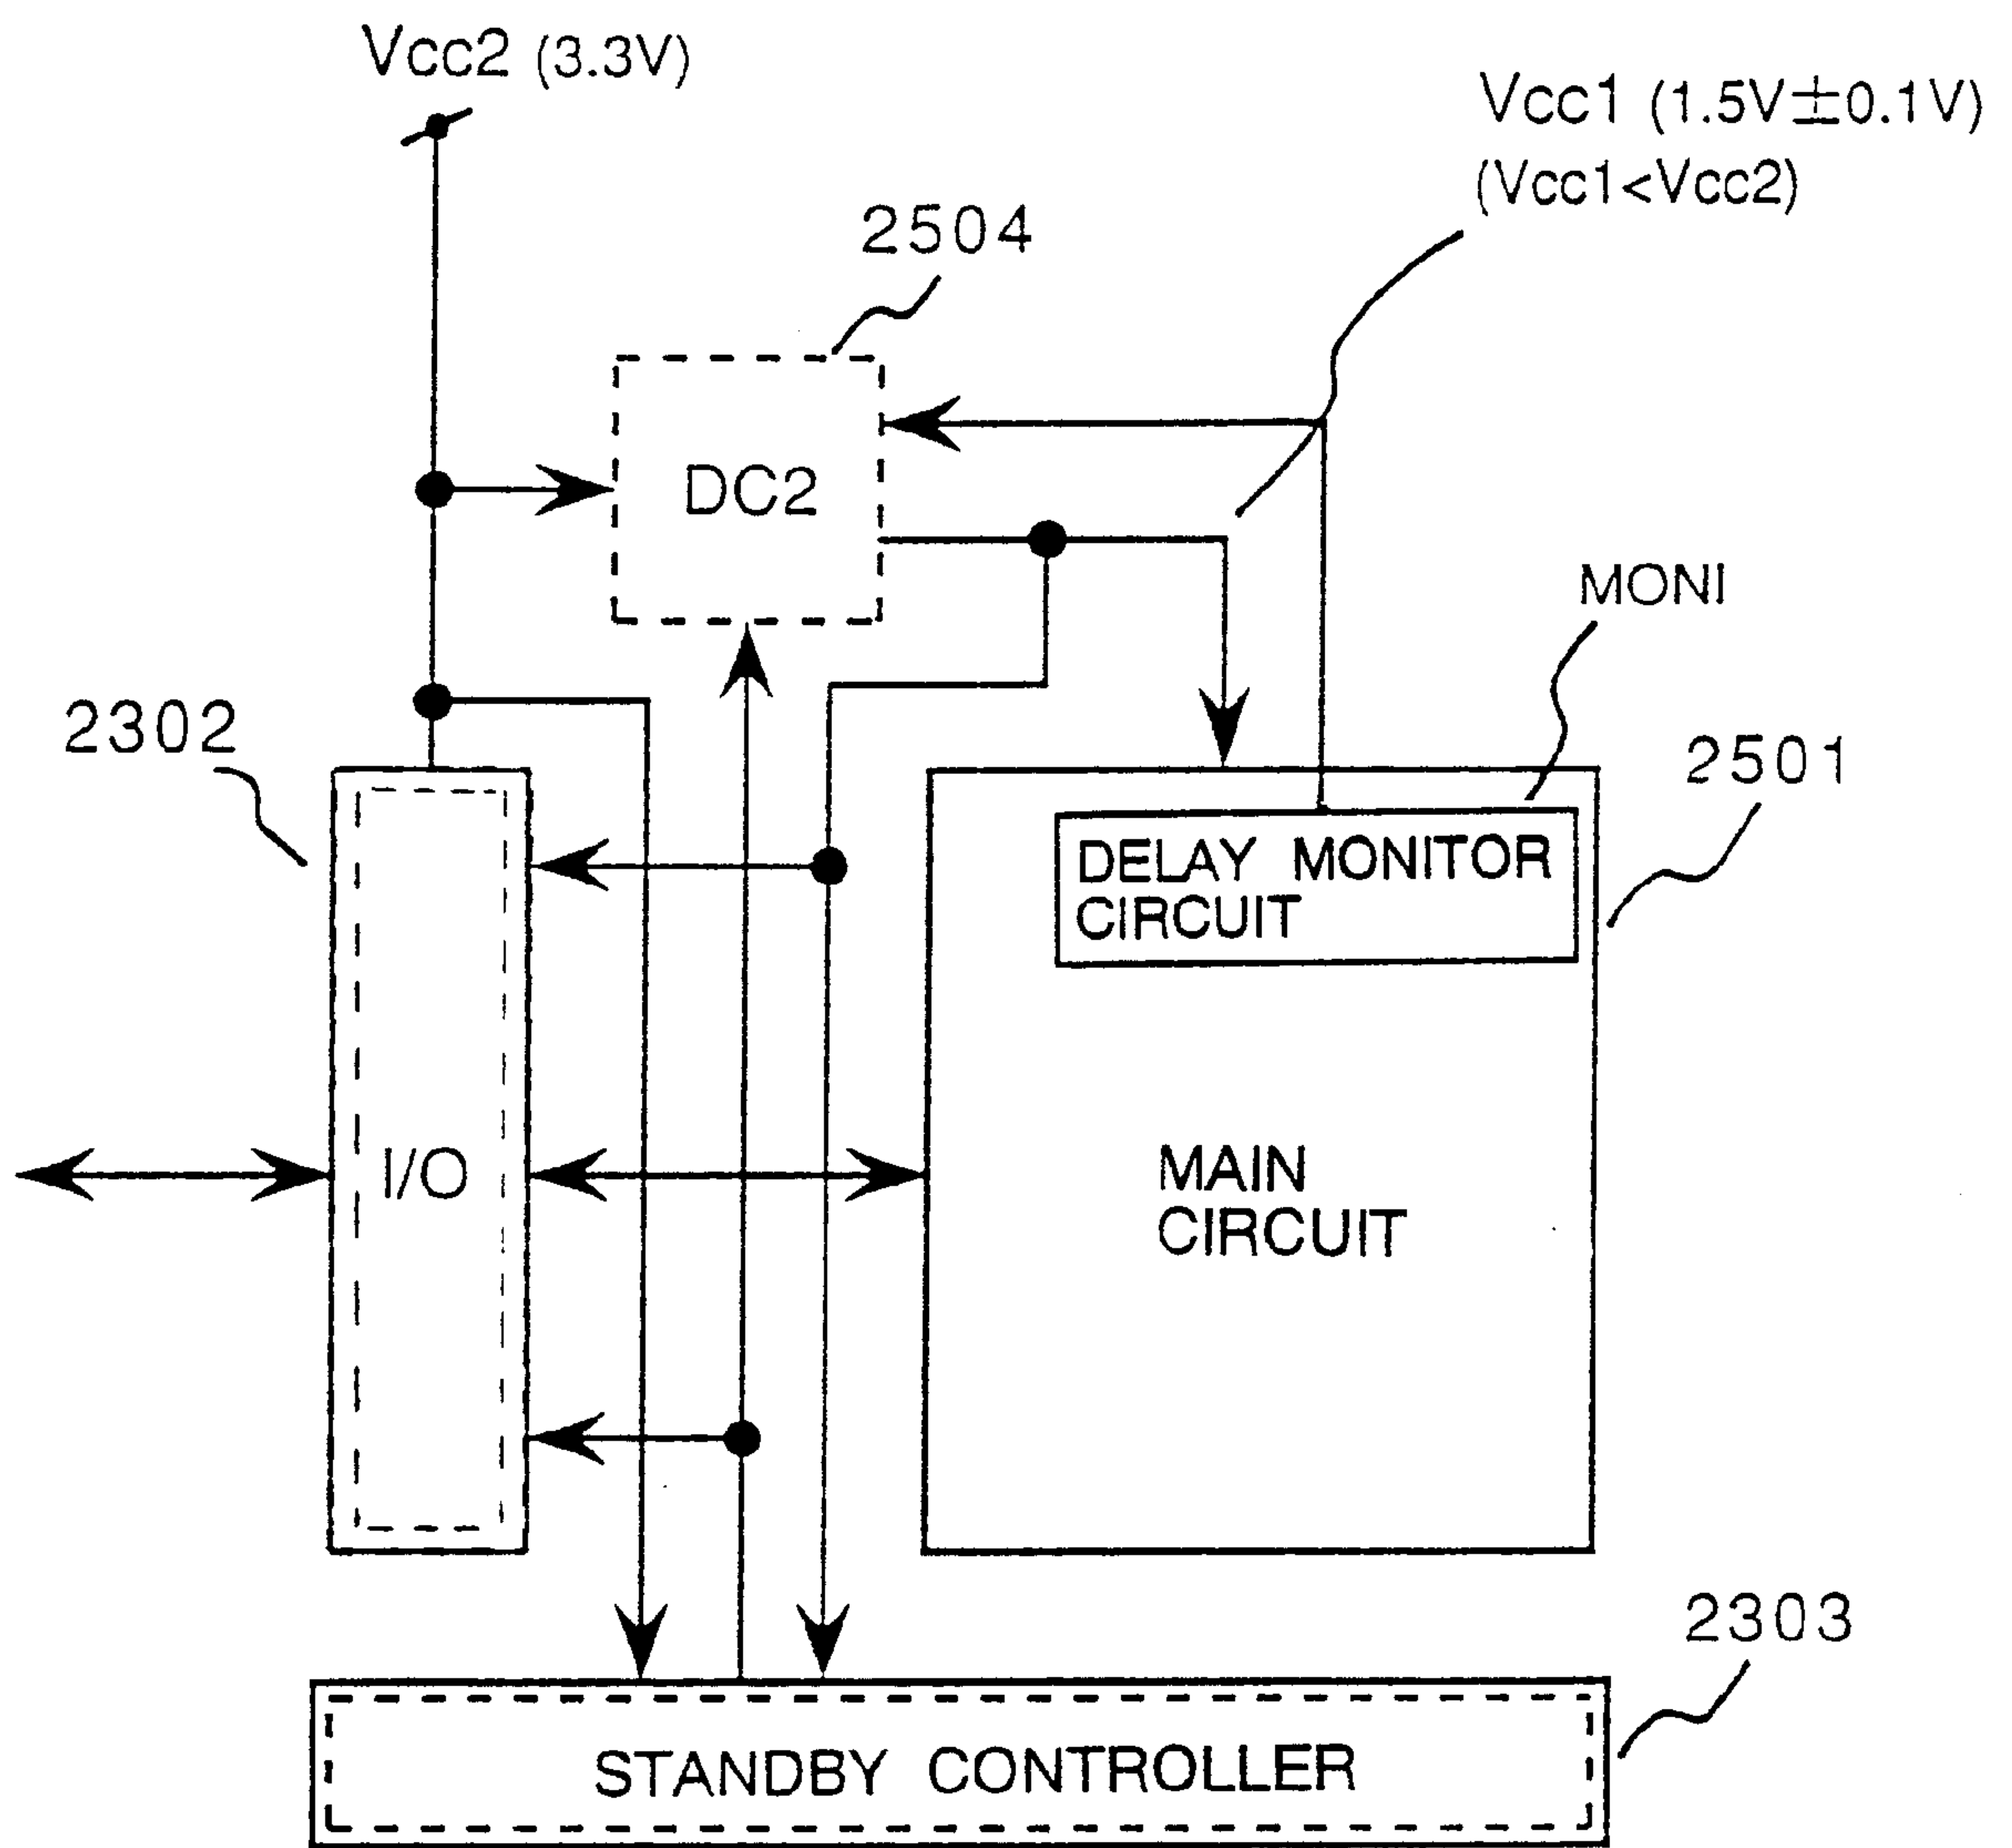 Vcc2 (3.3V)
Vcc1 (1.5V±0.1V)
(Vcc1<Vcc2)
2504
DC2
MONI
2302
2501
DELAY MONITOR
CIRCUIT
I/O
MAIN
CIRCUIT
2303
STANDBY CONTROLLER